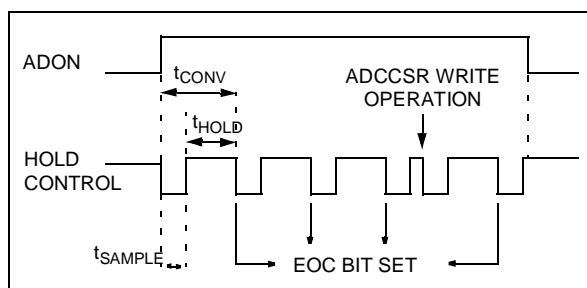 ADON
tCONV
ADCCSR WRITE
OPERATION
tHOLD
HOLD
CONTROL
tSAMPLE
EOC BIT SET